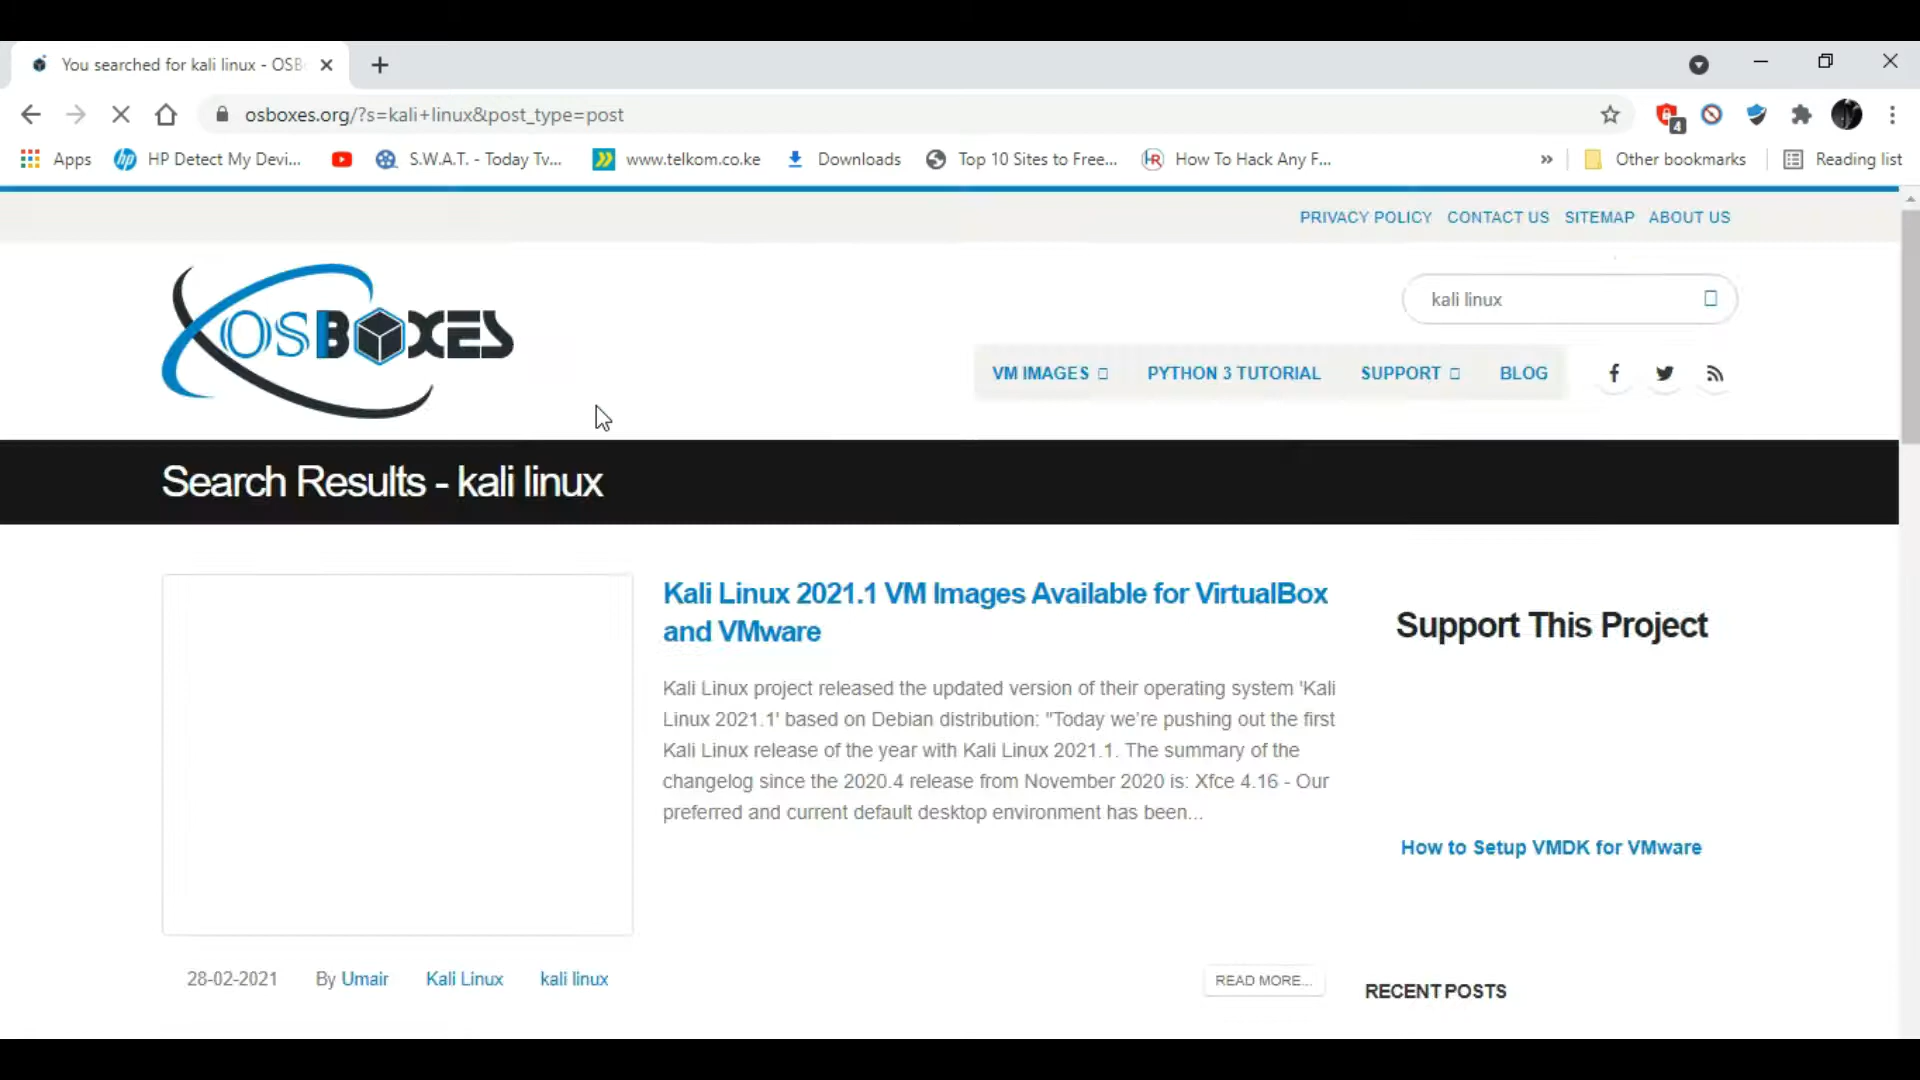 You searched for kali linux - OSB
osboxes.org/?s=kali+linux&post_type=post
4
Apps
HP Detect My Devi...
S.W.A.T. - Today Tv...
www.telkom.co.ke
Downloads
Top 10 Sites to Free...
How To Hack Any F...
»
Other bookmarks
Reading list
PRIVACY POLICY CONTACT US SITEMAP ABOUT US
OSBOXES
kali linux
VM IMAGES
PYTHON 3 TUTORIAL
SUPPORT
BLOG
Search Results - kali linux
Kali Linux 2021.1 VM Images Available for VirtualBox
and VMware
Kali Linux project released the updated version of their operating system 'Kali
Linux 2021.1' based on Debian distribution: "Today we’re pushing out the first
Kali Linux release of the year with Kali Linux 2021.1. The summary of the
changelog since the 2020.4 release from November 2020 is: Xfce 4.16 - Our
preferred and current default desktop environment has been...
28-02-2021 By Umair Kali Linux kali linux
READ MORE...
Support This Project
How to Setup VMDK for VMware
RECENT POSTS